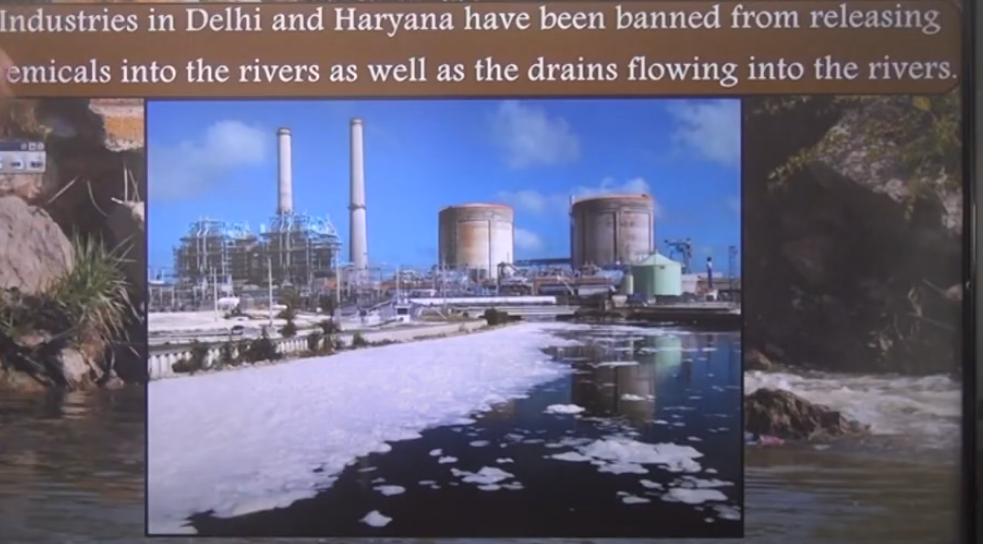 Industries in Delhi and Haryana have been banned from releasing
emicals into the rivers as well as the drains flowing into the rivers.